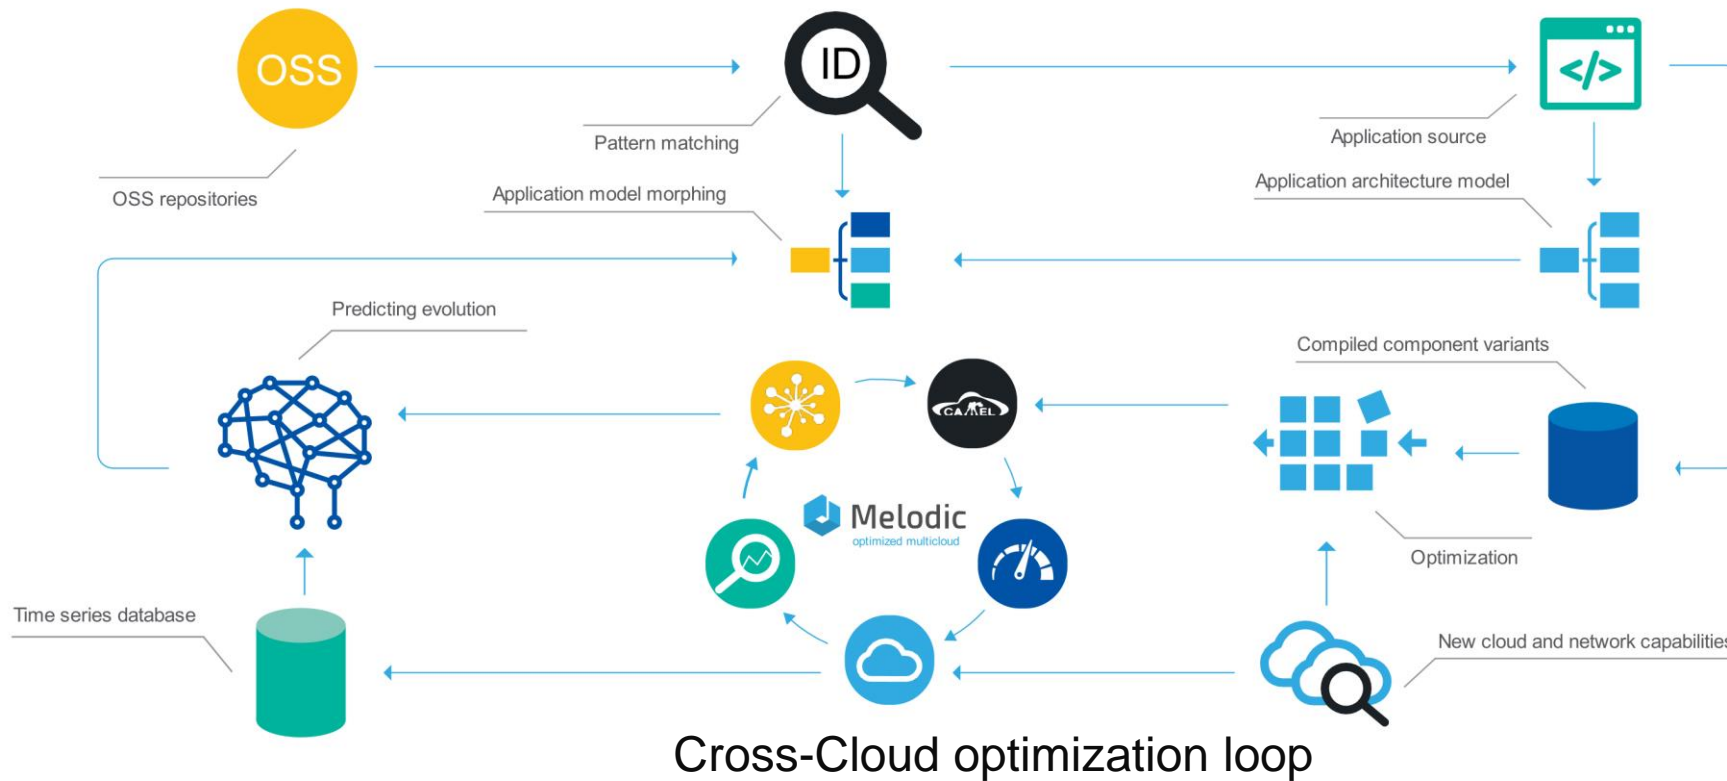 OSS
ID
</>
Pattern matching
Application source
OSS repositories
Application model morphing
Application architecture model
Predicting evolution
Compiled component variants
CAMEL
Melodic
optimized multicloud
Optimization
Time series database
New cloud and network capabilities
Cross-Cloud optimization loop